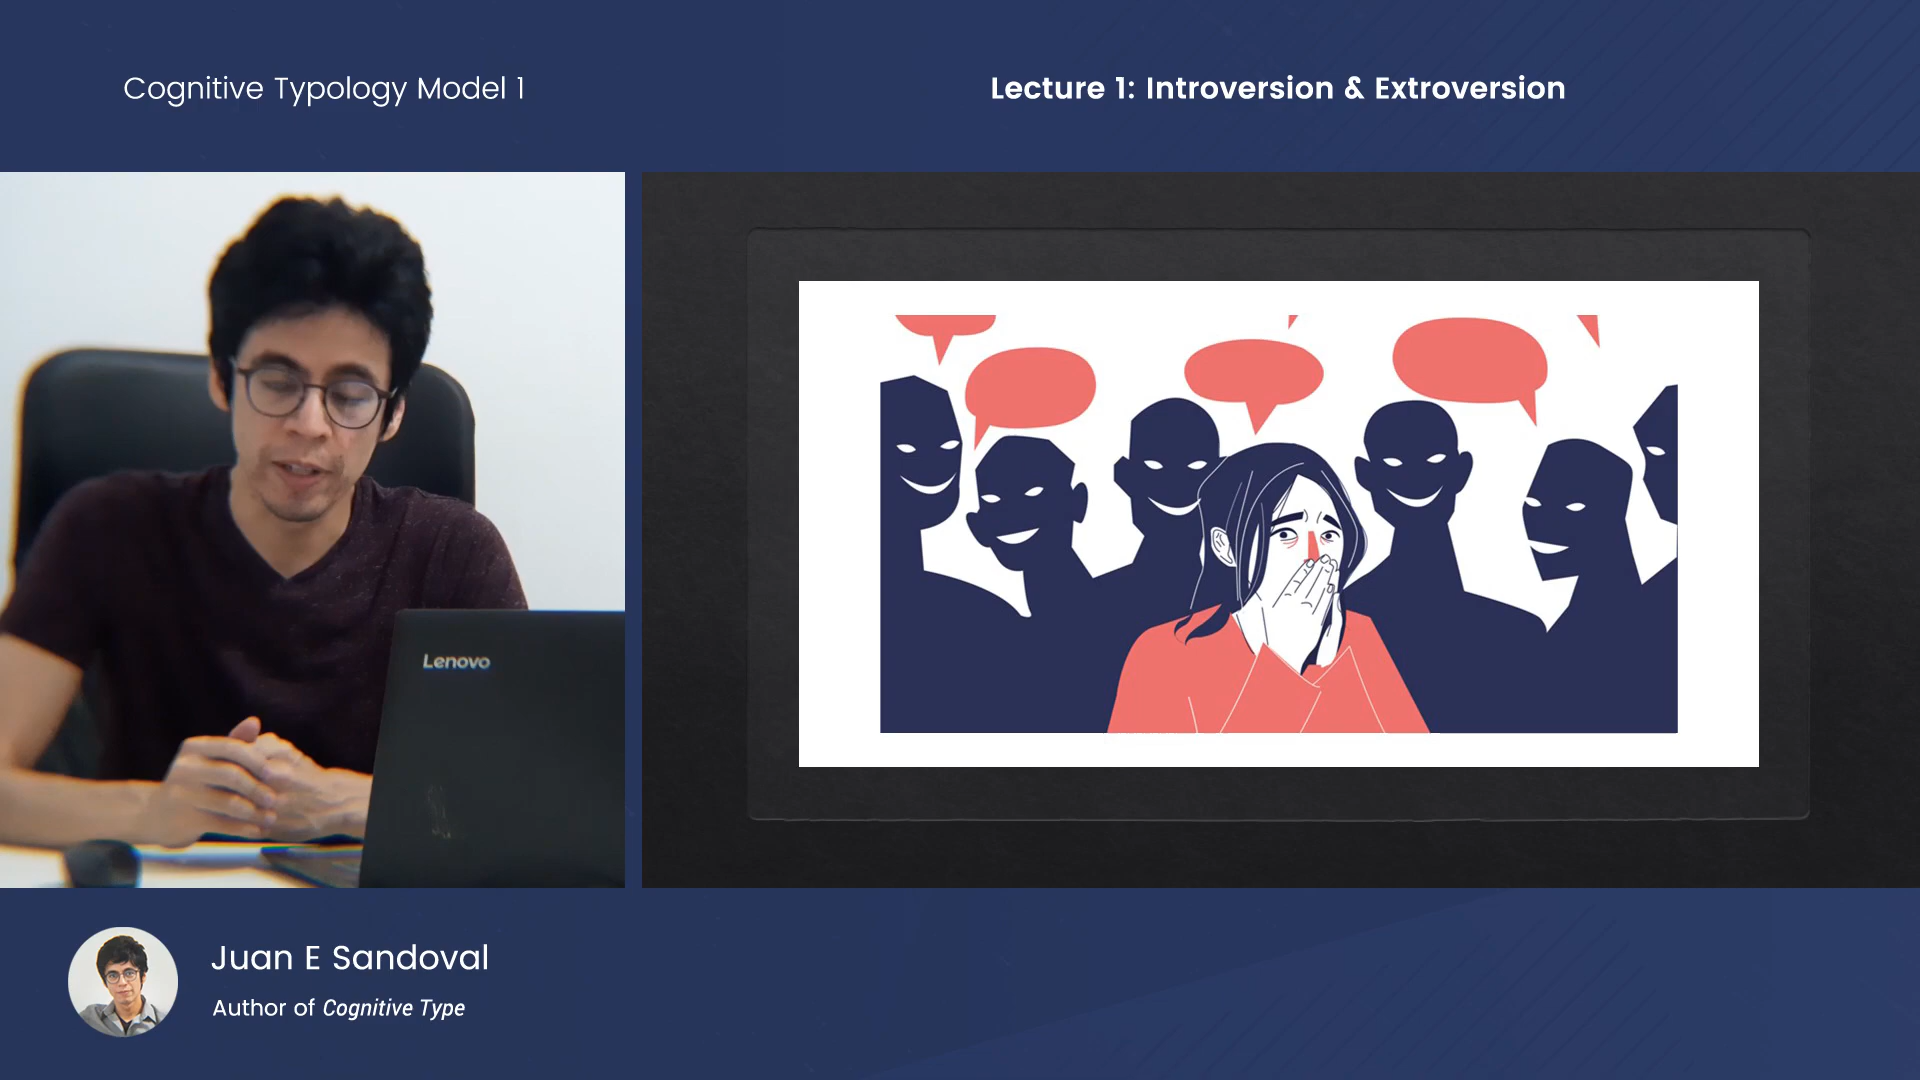 Cognitive Typology Model 1
Lecture 1: Introversion & Extroversion
Lenovo
Juan E Sandoval
Author of Cognitive Type